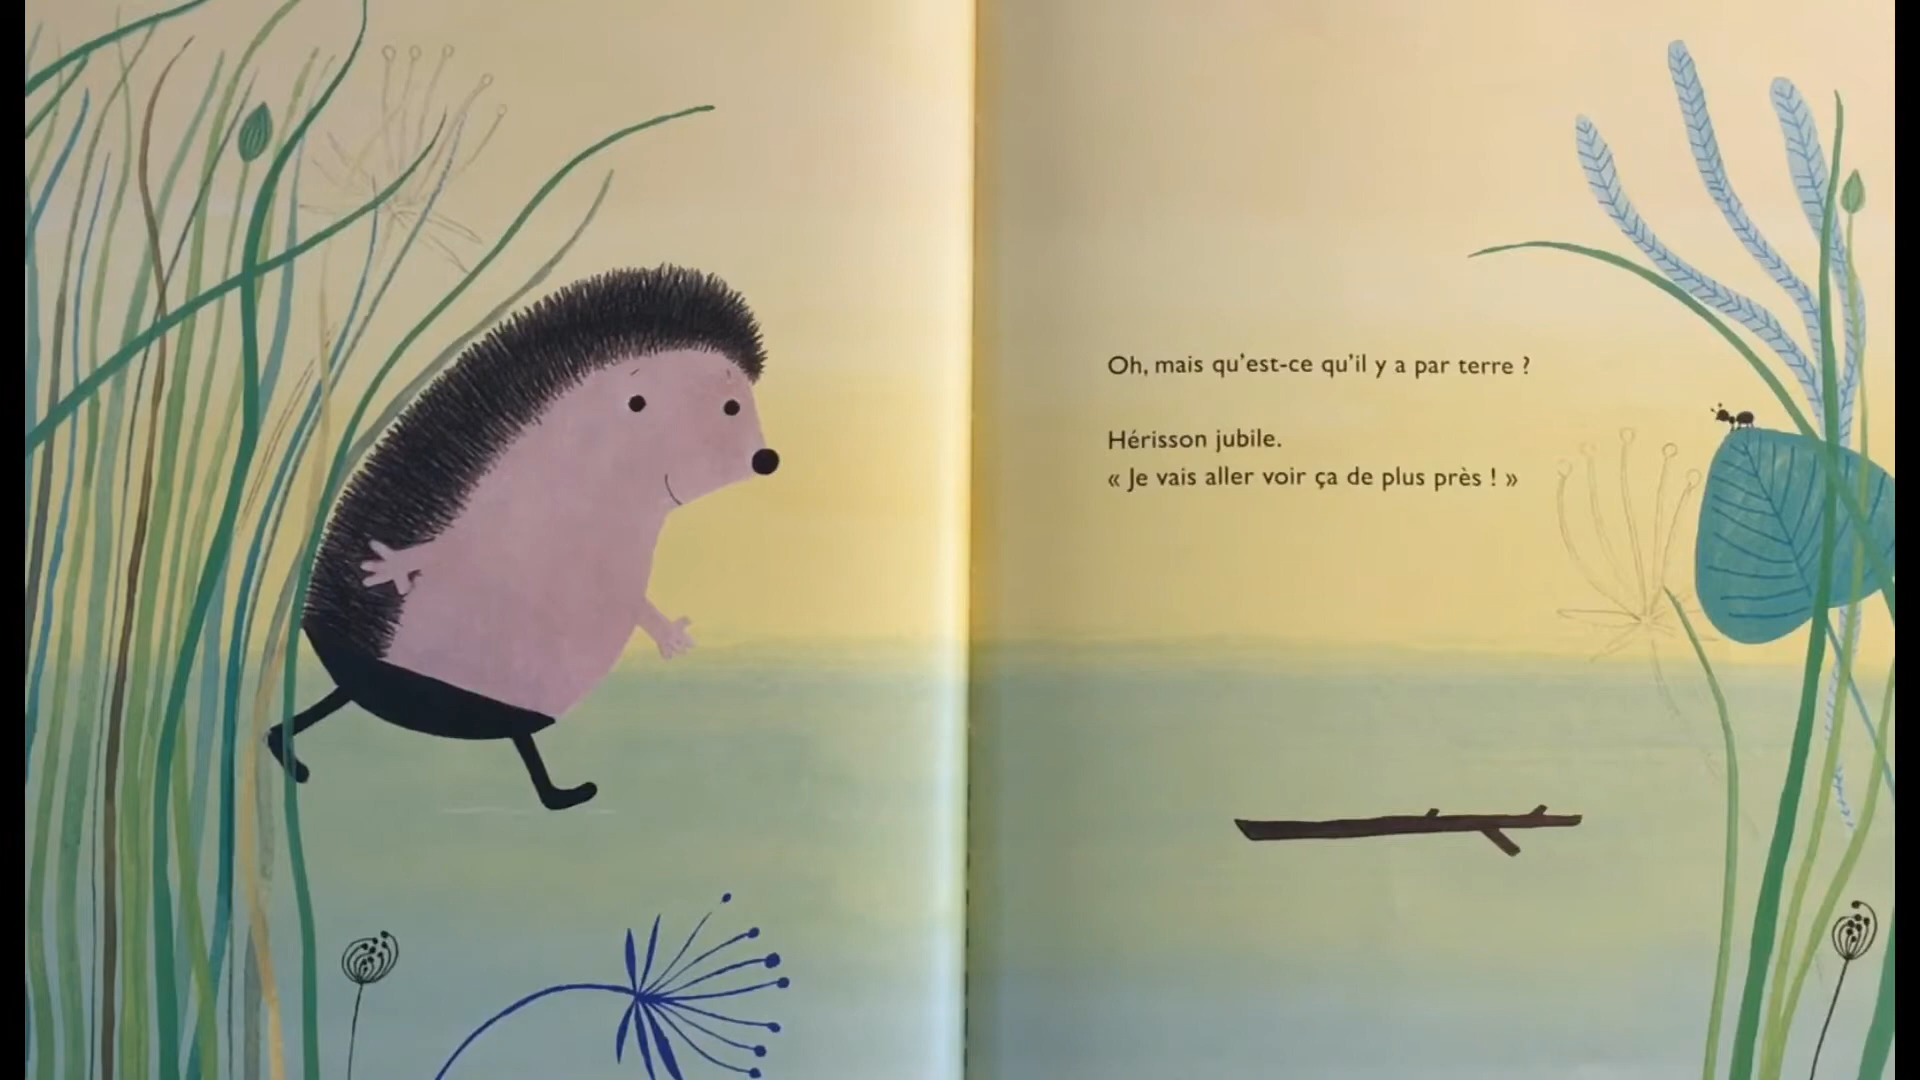 Oh, mais qu’est-ce qu’il y a par terre ?
Hérisson jubile.
« Je vais aller voir ça de plus près ! »